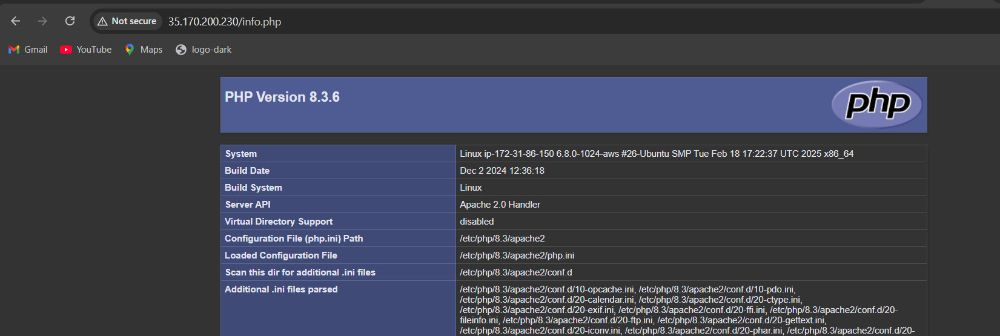 Not secure 35.170.200.230/info.php
Gmail YouTube Maps logo-dark
PHP Version 8.3.6
php
System Linux ip-172-31-86-150 6.8.0-1024-aws #26-Ubuntu SMP Tue Feb 18 17:22:37 UTC 2025 x86_64
Build Date Dec 2 2024 12:36:18
Build System Linux
Server API Apache 2.0 Handler
Virtual Directory Support disabled
Configuration File (php.ini) Path /etc/php/8.3/apache2
Loaded Configuration File /etc/php/8.3/apache2/php.ini
Scan this dir for additional .ini files /etc/php/8.3/apache2/conf.d
Additional .ini files parsed /etc/php/8.3/apache2/conf.d/10-opcache.ini, /etc/php/8.3/apache2/conf.d/10-pdo.ini,
/etc/php/8.3/apache2/conf.d/20-calendar.ini, /etc/php/8.3/apache2/conf.d/20-ctype.ini,
/etc/php/8.3/apache2/conf.d/20-exif.ini, /etc/php/8.3/apache2/conf.d/20-ffi.ini, /etc/php/8.3/apache2/conf.d/20-
fileinfo.ini, /etc/php/8.3/apache2/conf.d/20-ftp.ini, /etc/php/8.3/apache2/conf.d/20-gettext.ini,
/etc/php/8.3/apache2/conf.d/20-iconv.ini, /etc/php/8.3/apache2/conf.d/20-phar.ini, /etc/php/8.3/apache2/conf.d/20-